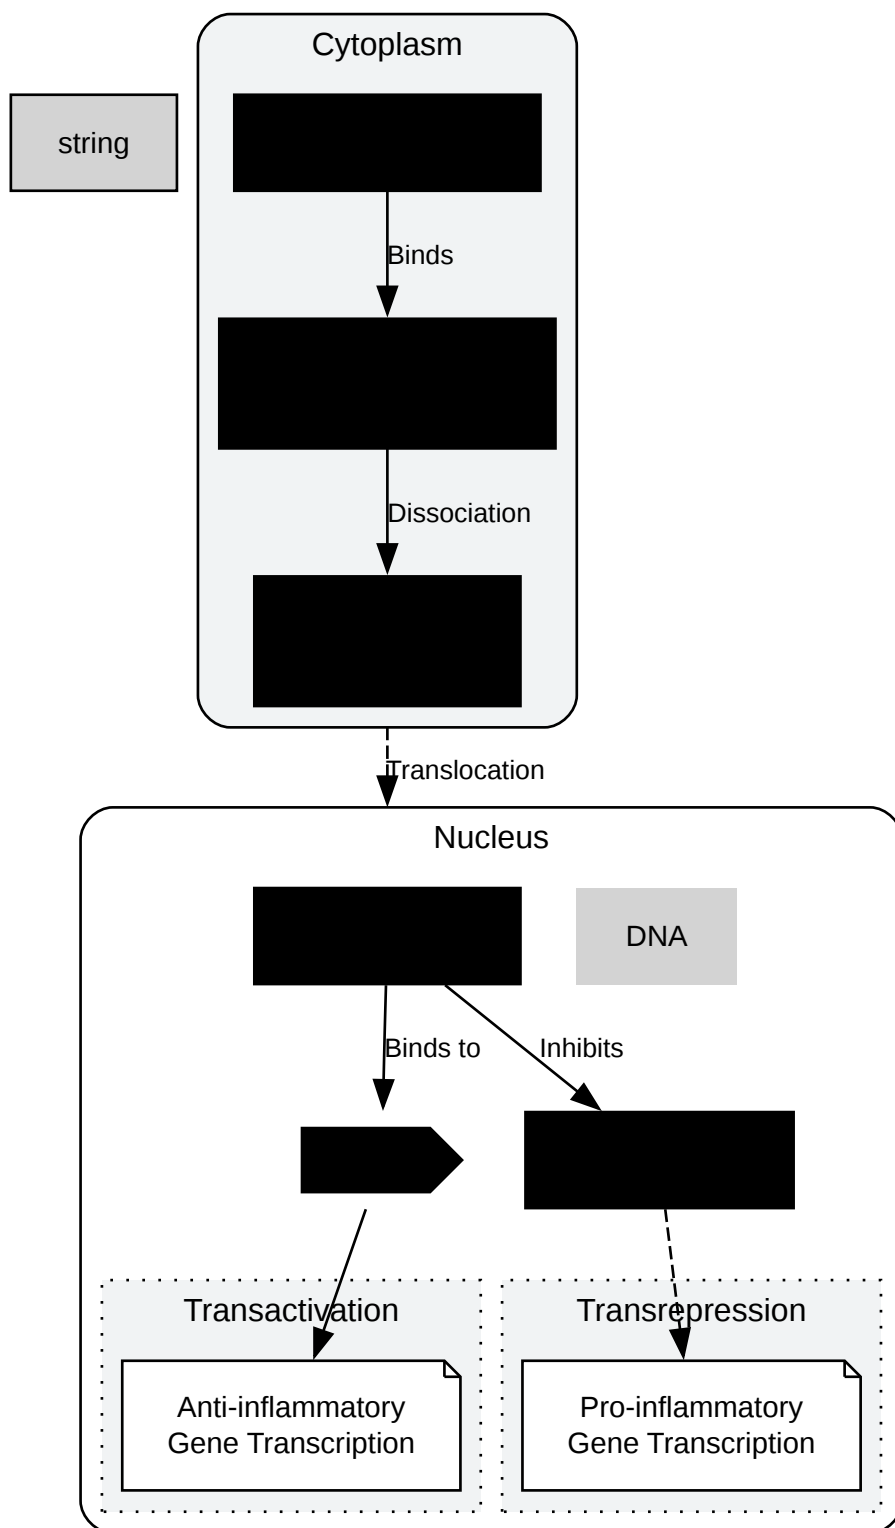 Cytoplasm
string
Binds
Dissociation
Translocation
Nucleus
DNA
Binds to
Inhibits
Transactivation
Transrepression
Anti-inflammatory
Gene Transcription
Pro-inflammatory
Gene Transcription